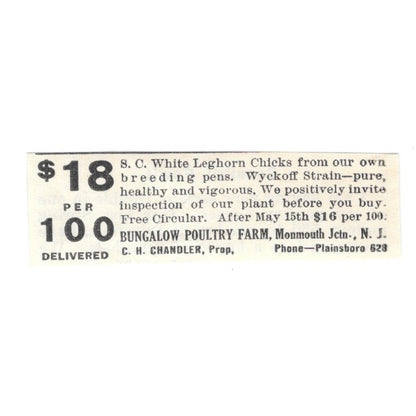 $18
PER
100
DELIVERED
S. C. White Leghorn Chicks from our own
breeding pens. Wyckoff Strain—pure,
healthy and vigorous. We positively invite
inspection of our plant before you buy.
Free Circular. After May 15th $16 per 100.
BUNGALOW POULTRY FARM, Monmouth Jctn., N. J.
C. H. CHANDLER, Prop. Phone—Plainsboro 628